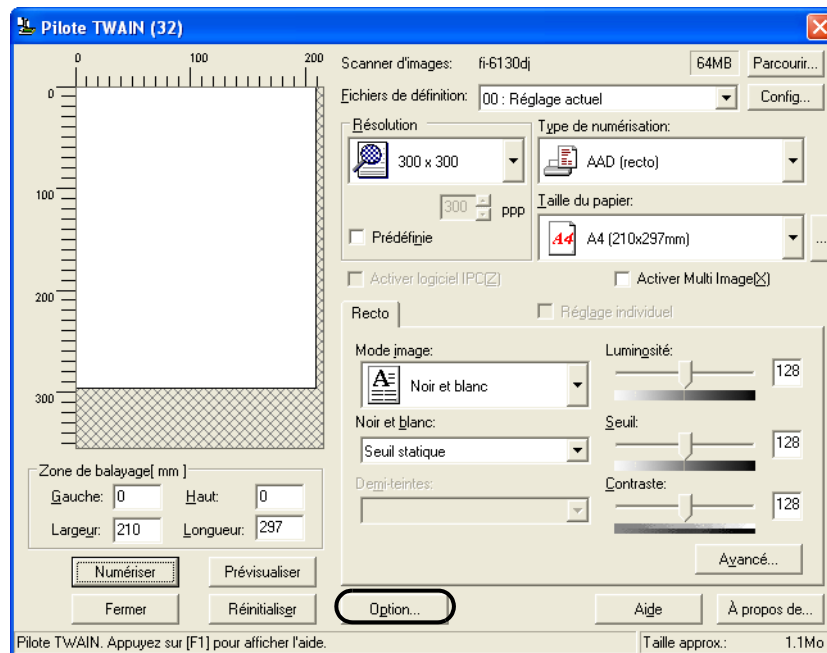 Pilote TWAIN (32)
0 100 200
0
100
200
300
Scanner d'images: fi-6130dj 64MB Parcourir...
Fichiers de définition: 00 : Réglage actuel Config...
Résolution
300 x 300
300 ppp
Prédéfinie
Type de numérisation:
AAD (recto)
Taille du papier:
A4 A4 (210x297mm) ...
Activer logiciel IPC(Z) Activer Multi Image(X)
Recto Réglage individuel
Mode image:
Noir et blanc
Noir et blanc:
Seuil statique
Demi-teintes:
Luminosité:
128
Seuil:
128
Contraste:
128
Avancé...
Zone de balayage[ mm ]
Gauche: 0 Haut: 0
Largeur: 210 Longueur: 297
Numériser Prévisualiser
Fermer Réinitialiser Option... Aide À propos de...
Pilote TWAIN. Appuyez sur [F1] pour afficher l'aide. Taille approx.: 1.1Mo